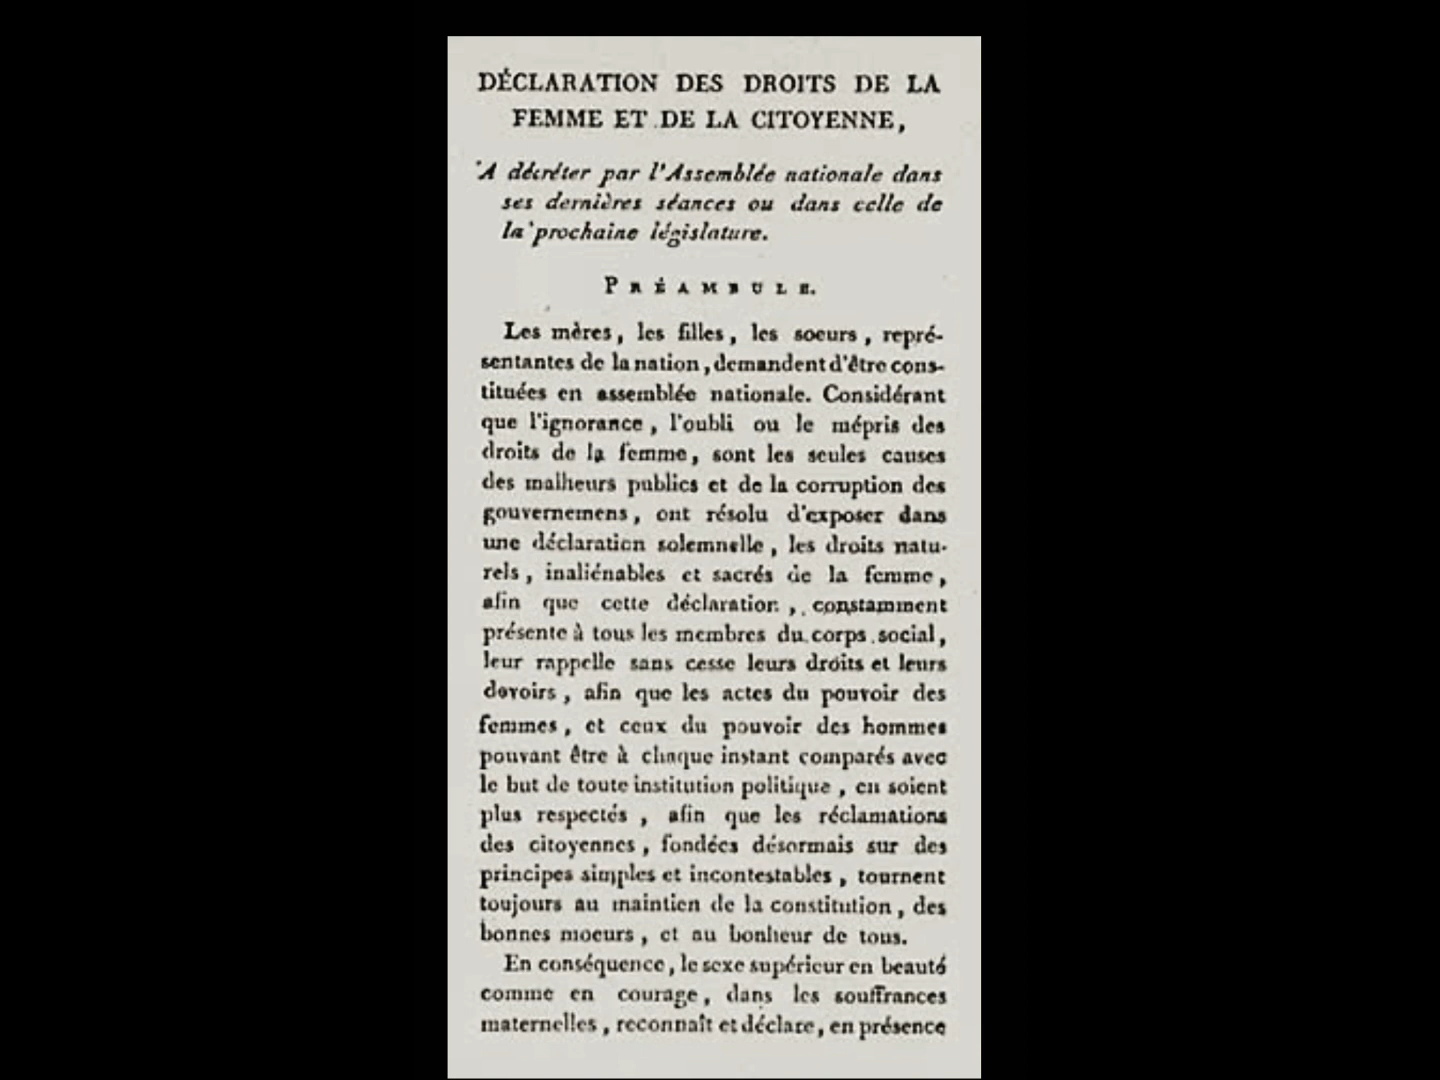 DÉCLARATION DES DROITS DE LA
FEMME ET DE LA CITOYENNE,
A décréter par l'Assemblée nationale dans
ses dernières séances ou dans celle de
la prochaine législature.
PRÉAMBULE.
Les mères, les filles, les soeurs, repré-
sentantes de la nation, demandent d'être cons-
tituées en assemblée nationale. Considérant
que l'ignorance, l'oubli ou le mépris des
droits de la femme, sont les seules causes
des malheurs publics et de la corruption des
gouvernemens, ont résolu d'exposer dans
une déclaration solemnelle, les droits natu-
rels, inaliénables et sacrés de la femme,
afin que cette déclaration, constamment
présente à tous les membres du corps social,
leur rappelle sans cesse leurs droits et leurs
devoirs, afin que les actes du pouvoir des
femmes, et ceux du pouvoir des hommes
pouvant être à chaque instant comparés avec
le but de toute institution politique, en soient
plus respectés, afin que les réclamations
des citoyennes, fondées désormais sur des
principes simples et incontestables, tournent
toujours au maintien de la constitution, des
bonnes moeurs, et au bonheur de tous.
En conséquence, le sexe supérieur en beauté
comme en courage, dans les souffrances
maternelles, reconnaît et déclare, en présence